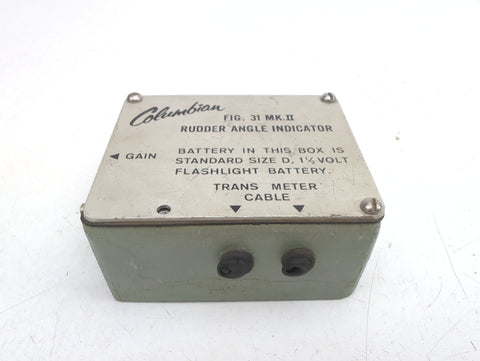 Columbian
FIG. 31 MK.II
RUDDER ANGLE INDICATOR
◄ GAIN
BATTERY IN THIS BOX IS
STANDARD SIZE D. 1½ VOLT
FLASHLIGHT BATTERY.
TRANS METER
CABLE